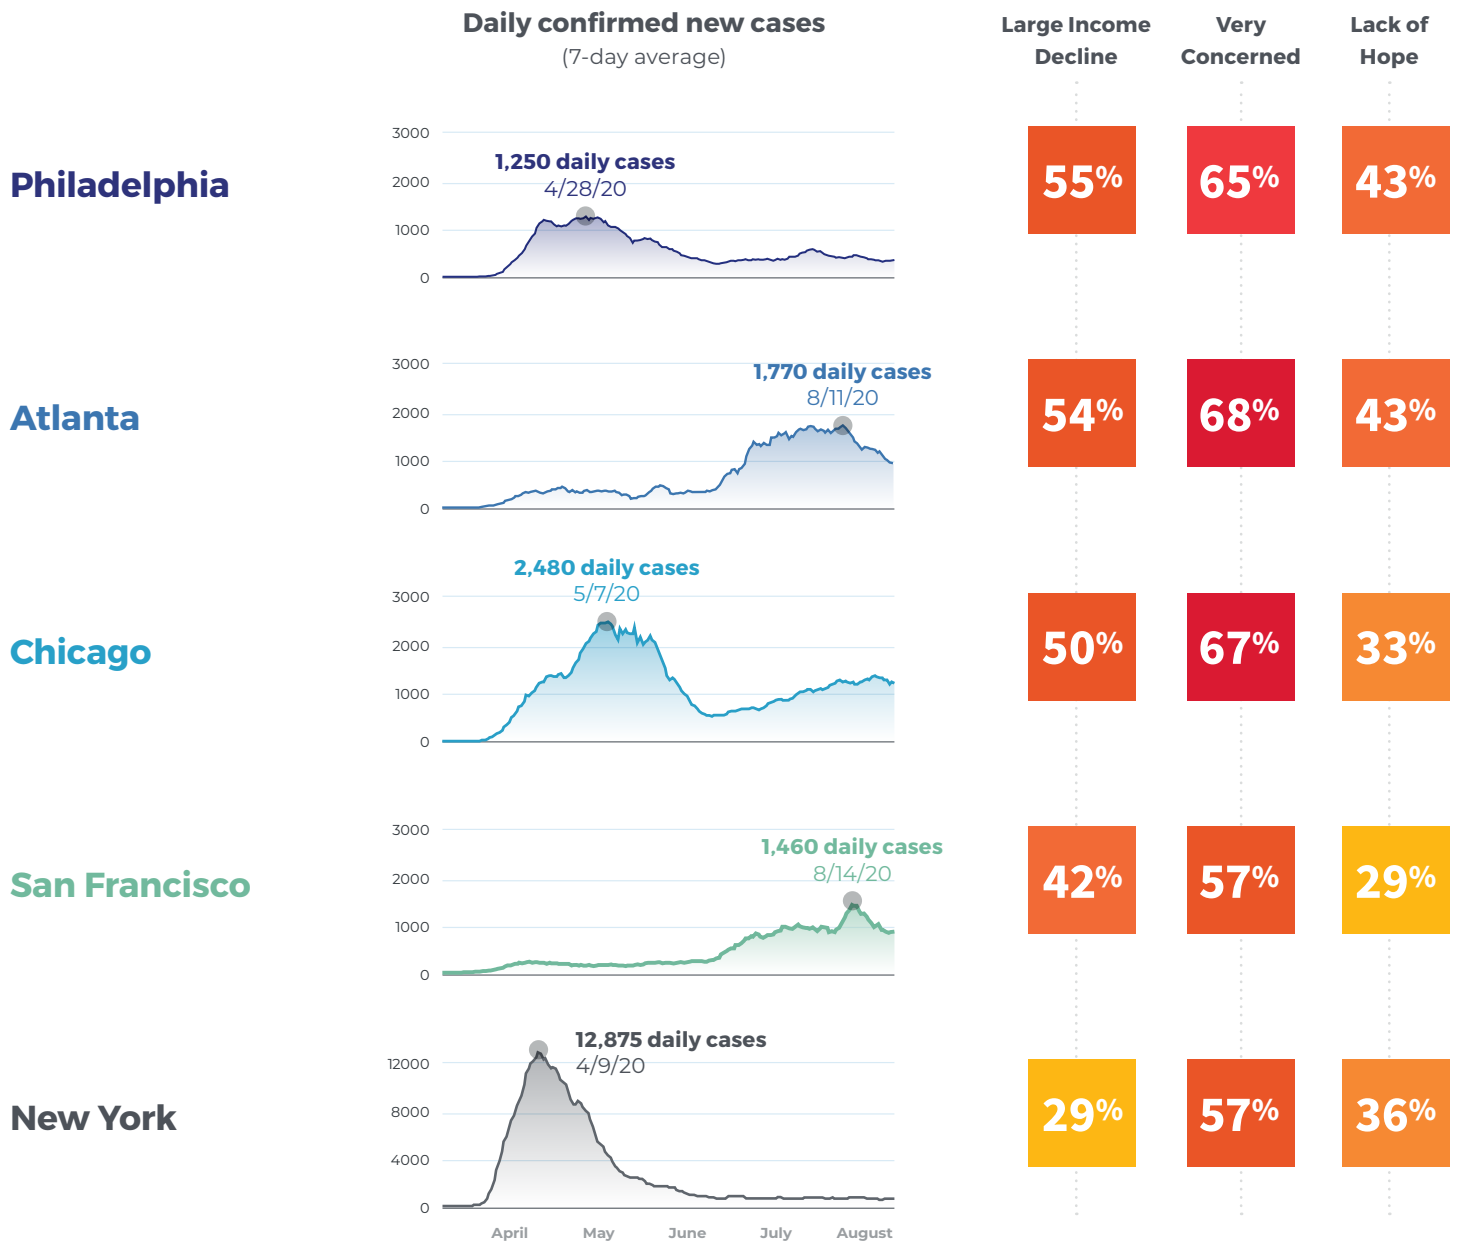 Daily confirmed new cases
(7-day average)
Large Income
Decline
Very
Concerned
Lack of
Hope
Philadelphia
3000
2000
1000
0
1,250 daily cases
4/28/20
55%
65%
43%
Atlanta
3000
2000
1000
0
1,770 daily cases
8/11/20
54%
68%
43%
Chicago
3000
2000
1000
0
2,480 daily cases
5/7/20
50%
67%
33%
San Francisco
3000
2000
1000
0
1,460 daily cases
8/14/20
42%
57%
29%
New York
12000
8000
4000
0
12,875 daily cases
4/9/20
29%
57%
36%
April May June July August